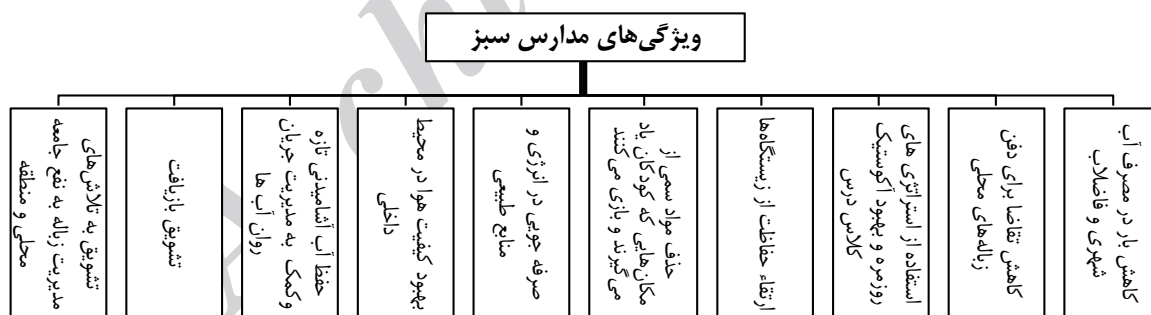 ویژگی‌های مدارس سبز
کاهش بار در مصرف آب
شهری و فاضلاب
کاهش تقاضا برای دفن
زباله‌های محلی
استفاده از استراتژی های
روزمره و بهبود آکوستیک
کلاس درس
ارتقاء حفاظت از زیستگاه‌ها
حذف مواد سمی از
مکان‌هایی که کودکان یاد
می‌گیرند و بازی می‌کنند
صرفه جویی در انرژی و
منابع طبیعی
بهبود کیفیت هوا در محیط
داخلی
حفظ آب آشامیدنی تازه
وکمک به مدیریت جریان
روان آب ها
تشویق بازیافت
تشویق به تلاش‌های
مدیریت زباله به نفع جامعه
محلی و منطقه